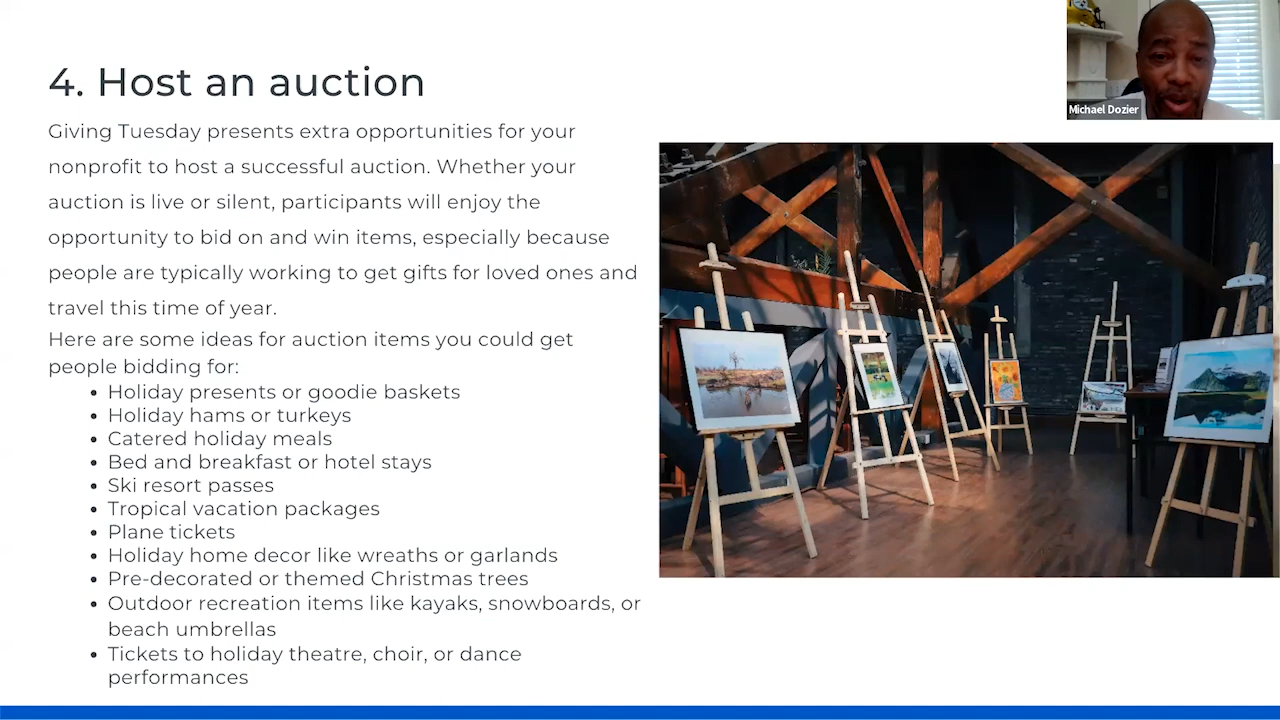 4. Host an auction
Giving Tuesday presents extra opportunities for your
nonprofit to host a successful auction. Whether your
auction is live or silent, participants will enjoy the
opportunity to bid on and win items, especially because
people are typically working to get gifts for loved ones and
travel this time of year.
Here are some ideas for auction items you could get
people bidding for:
• Holiday presents or goodie baskets
• Holiday hams or turkeys
• Catered holiday meals
• Bed and breakfast or hotel stays
• Ski resort passes
• Tropical vacation packages
• Plane tickets
• Holiday home decor like wreaths or garlands
• Pre-decorated or themed Christmas trees
• Outdoor recreation items like kayaks, snowboards, or
beach umbrellas
• Tickets to holiday theatre, choir, or dance
performances
Michael Dozier